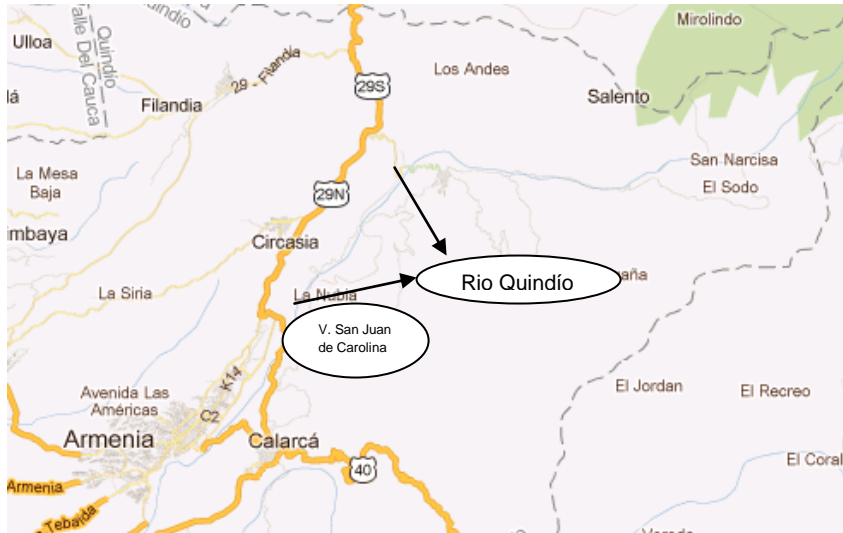 Ulloa
Quindío
Valle Del Cauca
Quindío
Mirolindo
Los Andes
29S
29 - Filandia
Filandia
Salento
La Mesa
Baja
San Narcisa
El Sodo
29N
Circasia
La Siria
La Nubia
Rio Quindío
V. San Juan
de Carolina
Avenida Las
Américas
K14
C2
Armenia
Calarcá
El Jordan
El Recreo
40
Armenia
Tebaida